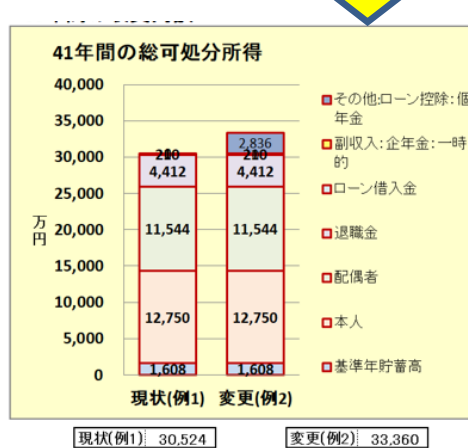 41年間の総可処分所得
40,000
35,000
30,000
25,000
20,000
15,000
10,000
5,000
0
万円
4,412
11,544
12,750
1,608
2,836
4,412
11,544
12,750
1,608
現状(例1) 変更(例2)
その他:ローン控除:個
年金
副収入:企年金:一時
的
ローン借入金
退職金
配偶者
本人
基準年貯蓄高
現状(例1) 30,524
変更(例2) 33,360